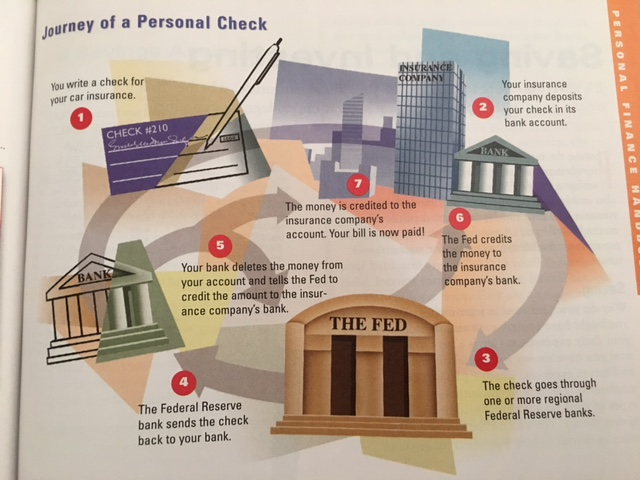 Journey of a Personal Check
You write a check for
your car insurance.
1
CHECK #210
INSURANCE
COMPANY
2
Your insurance
company deposits
your check in its
bank account.
BANK
3
The check goes through
one or more regional
Federal Reserve banks.
THE FED
4
The Federal Reserve
bank sends the check
back to your bank.
BANK
5
Your bank deletes the money from
your account and tells the Fed to
credit the amount to the insur-
ance company's bank.
6
The Fed credits
the money to
the insurance
company's bank.
7
The money is credited to the
insurance company's
account. Your bill is now paid!
PERSONAL FINANCE